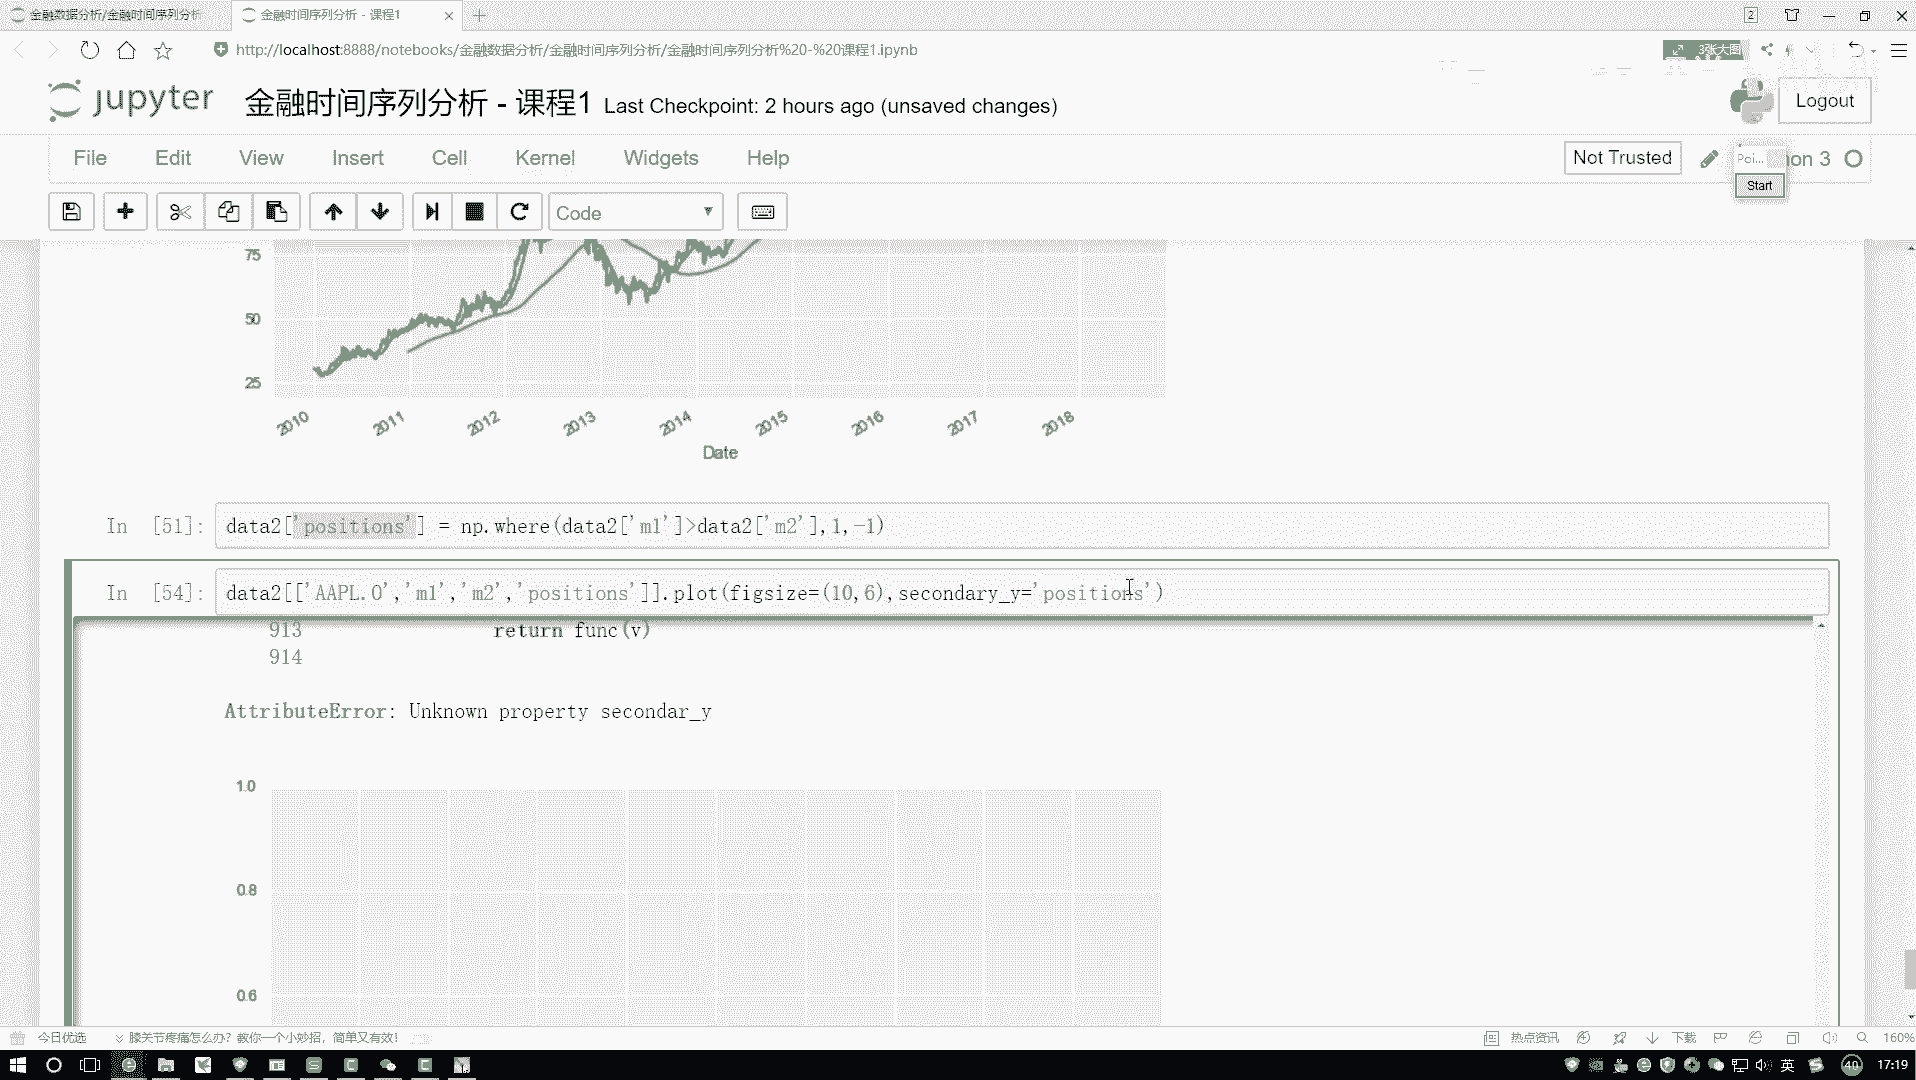 金融数据分析/金融时间序列分析
金融时间序列分析 - 课程1
2
http://localhost:8888/notebooks/金融数据分析/金融时间序列分析/金融时间序列分析%20-%20课程1.ipynb
3张大图
jupyter
金融时间序列分析 - 课程1 Last Checkpoint: 2 hours ago (unsaved changes)
Logout
File Edit View Insert Cell Kernel Widgets Help
Not Trusted
Poi...
on 3
Start
Code
75
50
25
2010 2011 2012 2013 2014 2015 2016 2017 2018
Date
In [51]: data2['positions'] = np.where(data2['m1']>data2['m2'],1,-1)
In [54]: data2[['AAPL.O','m1','m2','positions']].plot(figsize=(10,6),secondary_y='positions')
913 return func(v)
914
AttributeError: Unknown property secondar_y
1.0
0.8
0.6
今日优选
膝关节疼痛怎么办？教你一个小妙招，简单又有效！
热点资讯
下载
160%
英
40
17:19